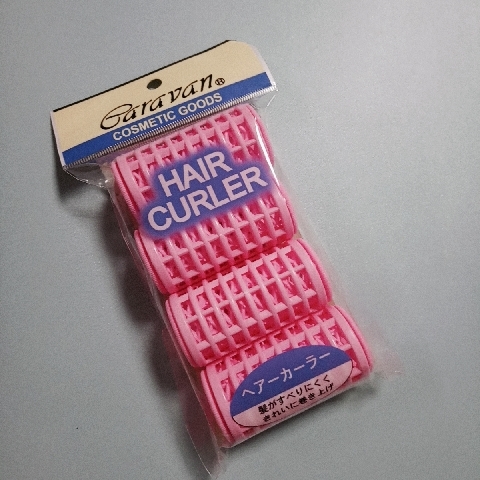 Caravan®
COSMETIC GOODS
HAIR
CURLER
ヘアーカーラー
髪がすべりにくく
きれいに巻き上げ